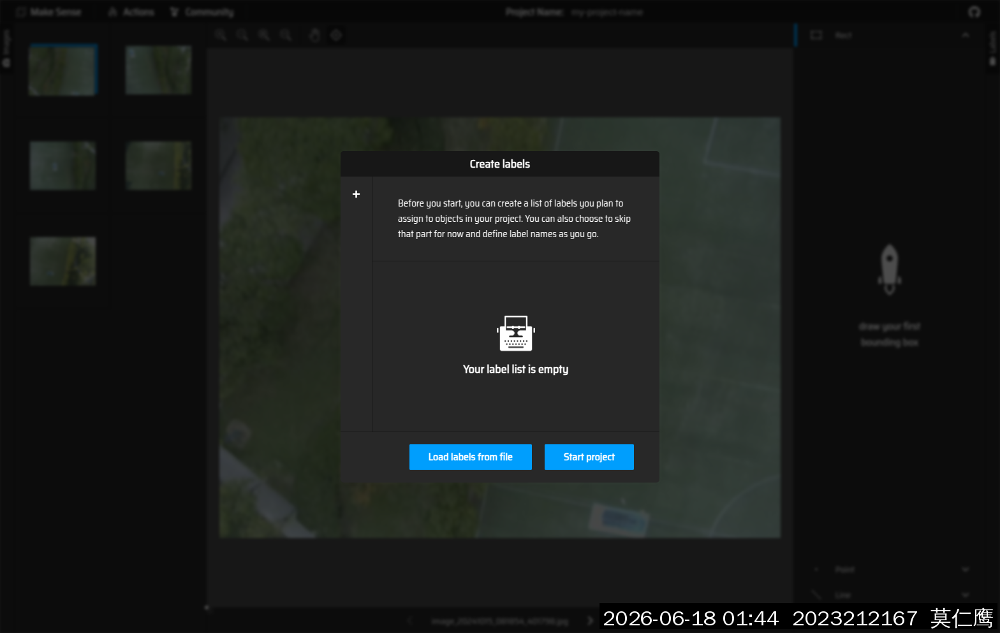 Make Sense
Actions
Community
Project Name: my-project-name
Images
Rect
Labels
Create labels
+
Before you start, you can create a list of labels you plan to
assign to objects in your project. You can also choose to skip
that part for now and define label names as you go.
Your label list is empty
Load labels from file
Start project
draw your first
bounding box
Point
Line
2026-06-18 01:44 2023212167 莫仁鹰